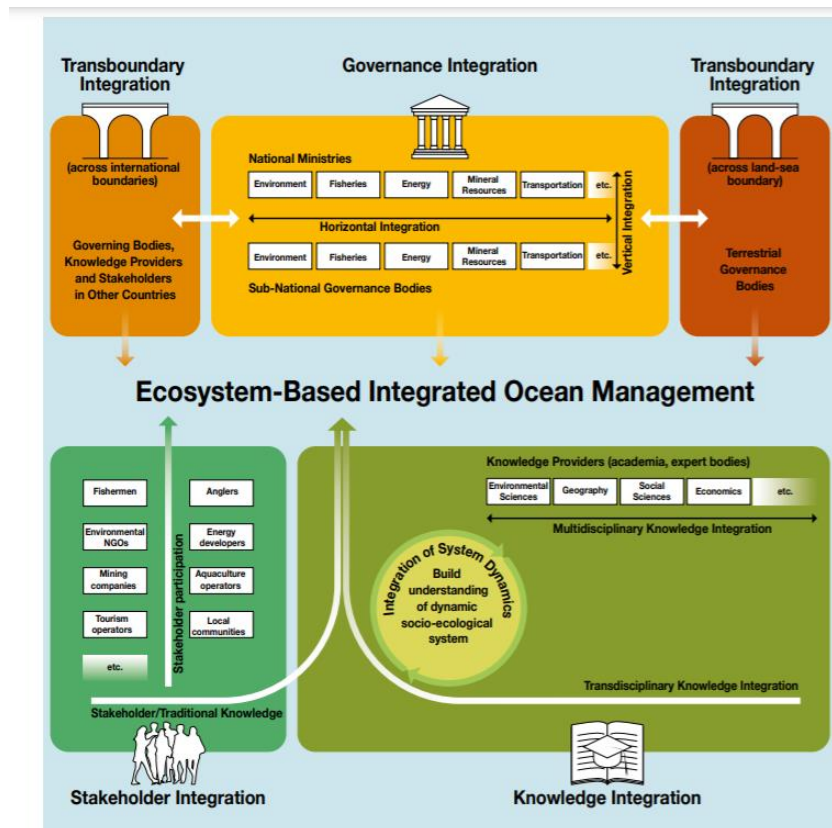 Transboundary
Integration
Governance Integration
Transboundary
Integration
(across international
boundaries)
Governing Bodies,
Knowledge Providers
and Stakeholders
in Other Countries
National Ministries
Environment
Fisheries
Energy
Mineral
Resources
Transportation
etc.
Horizontal Integration
Vertical Integration
Environment
Fisheries
Energy
Mineral
Resources
Transportation
etc.
Sub-National Governance Bodies
(across land-sea
boundary)
Terrestrial
Governance
Bodies
Ecosystem-Based Integrated Ocean Management
Fishermen
Anglers
Environmental
NGOs
Energy
developers
Mining
companies
Aquaculture
operators
Tourism
operators
Local
communities
etc.
Stakeholder participation
Stakeholder/Traditional Knowledge
Stakeholder Integration
Knowledge Providers (academia, expert bodies)
Environmental
Sciences
Geography
Social
Sciences
Economics
etc.
Multidisciplinary Knowledge Integration
Integration of System Dynamics
Build
understanding
of dynamic
socio-ecological
system
Transdisciplinary Knowledge Integration
Knowledge Integration